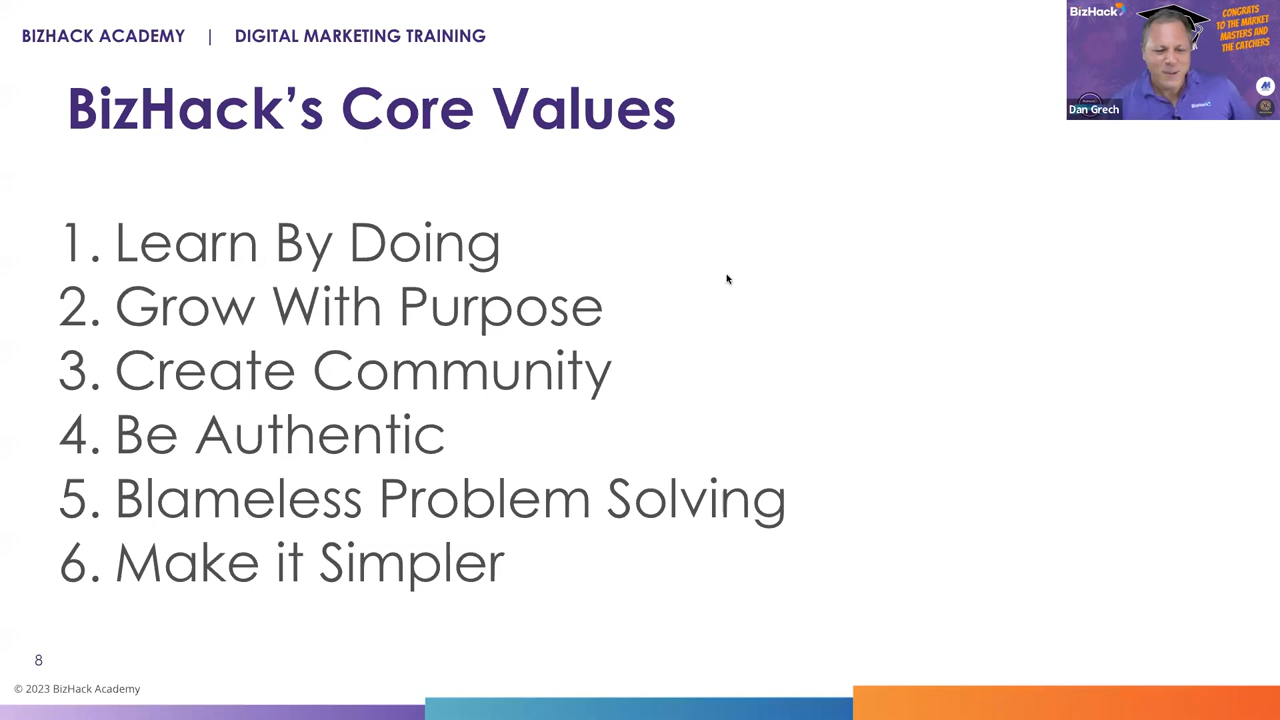 BIZHACK ACADEMY | DIGITAL MARKETING TRAINING
BizHack
CONGRATS
TO THE MARKET
MASTERS AND
THE CATCHERS
BizHack
Dan Grech
BizHack's Core Values
1. Learn By Doing
2. Grow With Purpose
3. Create Community
4. Be Authentic
5. Blameless Problem Solving
6. Make it Simpler
8
© 2023 BizHack Academy